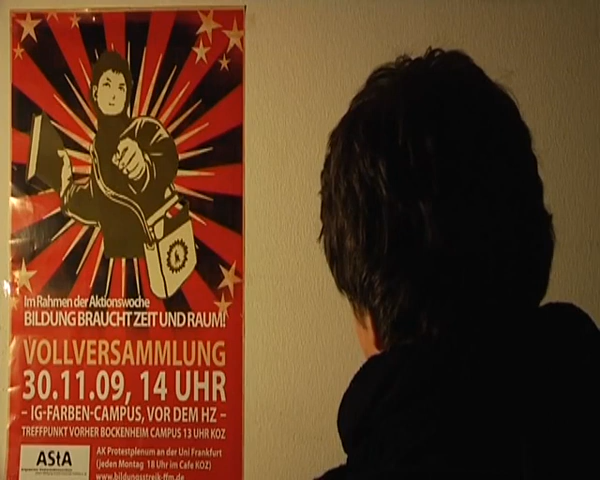 Im Rahmen der Aktionswoche
BILDUNG BRAUCHT ZEIT UND RAUM!
VOLLVERSAMMLUNG
30.11.09, 14 UHR
– IG-FARBEN-CAMPUS, VOR DEM HZ –
TREFFPUNKT VORHER BOCKENHEIM CAMPUS 13 UHR KOZ
AStA
AK Protestplenum an der Uni Frankfurt
(jeden Montag 18 Uhr im Cafe KOZ)
www.bildungsstreik-ffm.de